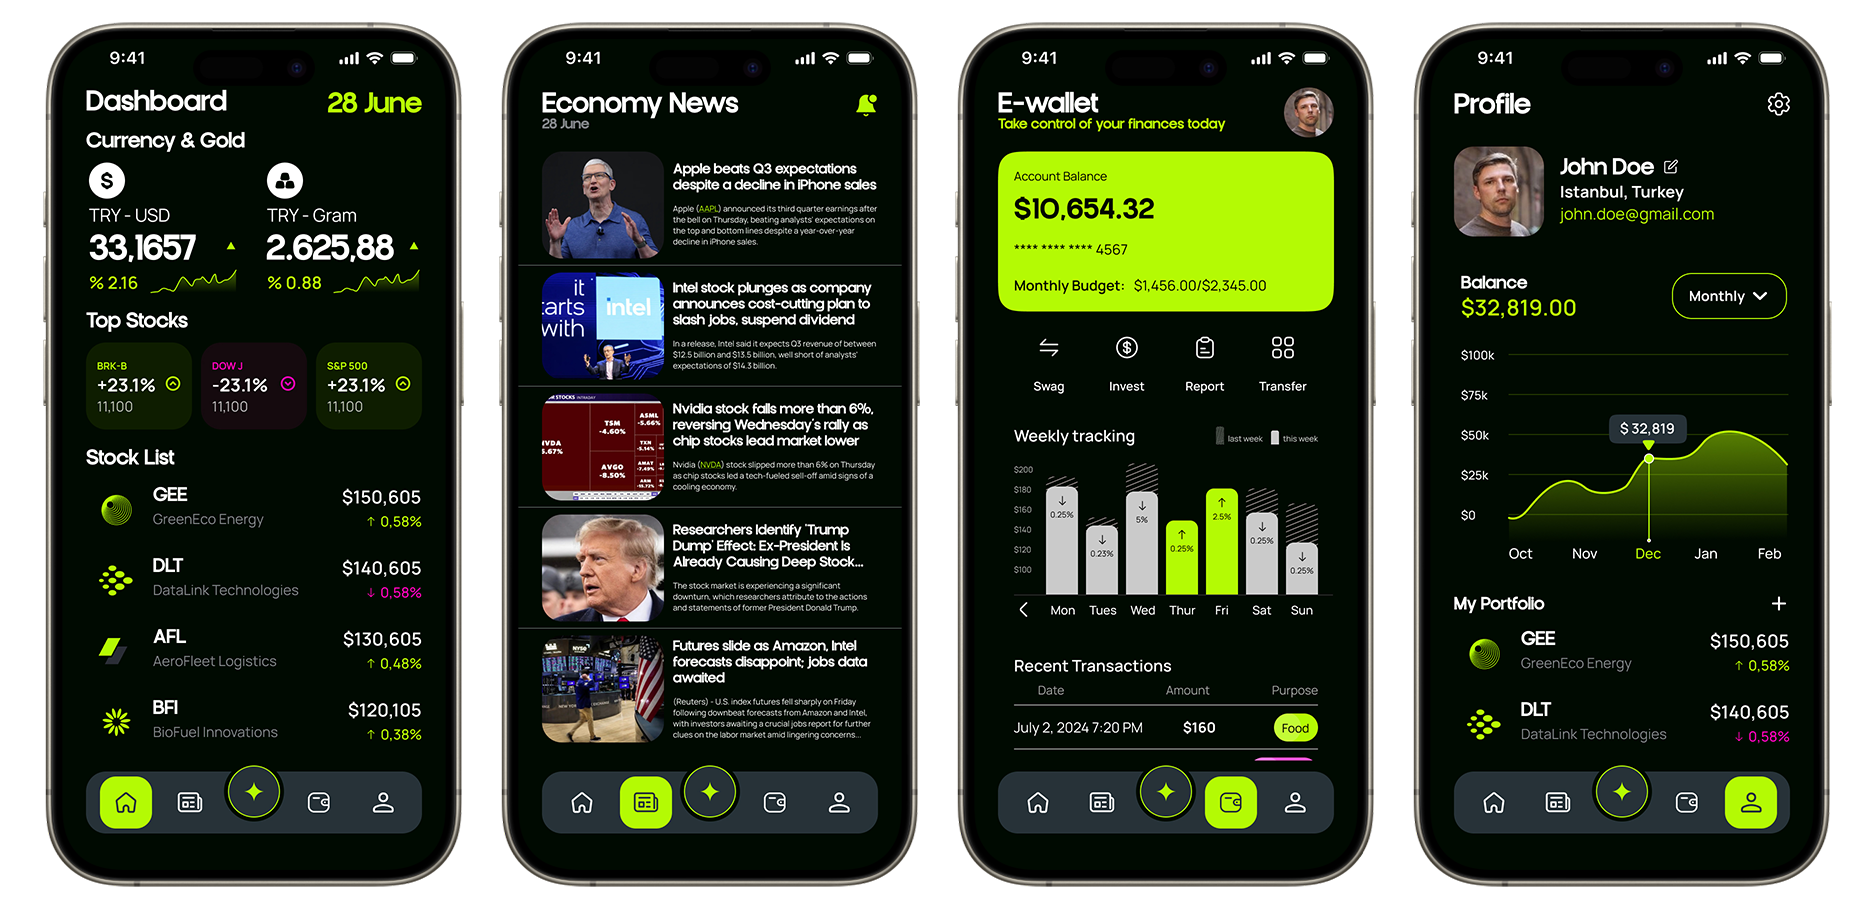 9:41
Dashboard
28 June
Currency & Gold
$
TRY - USD
33,1657
% 2.16
TRY - Gram
2.625,88
% 0.88
Top Stocks
BRK-B
+23.1%
11,100
DOW J
-23.1%
11,100
S&P 500
+23.1%
11,100
Stock List
GEE
GreenEco Energy
$150,605
↑ 0,58%
DLT
DataLink Technologies
$140,605
↓ 0,58%
AFL
AeroFleet Logistics
$130,605
↑ 0,48%
BFI
BioFuel Innovations
$120,105
↑ 0,38%
9:41
Economy News
28 June
Apple beats Q3 expectations
despite a decline in iPhone sales
Apple (AAPL) announced its third quarter earnings after
the bell on Thursday, beating analysts' expectations on
the top and bottom lines despite a year-over-year
decline in iPhone sales.
it
arts
with
intel
Intel stock plunges as company
announces cost-cutting plan to
slash jobs, suspend dividend
In a release, Intel said it expects Q3 revenue of between
$12.5 billion and $13.5 billion, well short of analysts'
expectations of $14.3 billion.
STOCKS INTRADAY
VDA
.67%
TSM
-4.60%
AVGO
-8.50%
ASML
-5.66%
TXN
AMAT
Nvidia stock falls more than 6%,
reversing Wednesday's rally as
chip stocks lead market lower
Nvidia (NVDA) stock slipped more than 6% on Thursday
as chip stocks led a tech-fueled sell-off amid signs of a
cooling economy.
Researchers Identify 'Trump
Dump' Effect: Ex-President Is
Already Causing Deep Stock...
The stock market is experiencing a significant
downturn, which researchers attribute to the actions
and statements of former President Donald Trump.
Futures slide as Amazon, Intel
forecasts disappoint; jobs data
awaited
(Reuters) - U.S. index futures fell sharply on Friday
following downbeat forecasts from Amazon and Intel,
with investors awaiting a crucial jobs report for further
clues on the labor market amid lingering concerns...
9:41
E-wallet
Take control of your finances today
Account Balance
$10,654.32
**** **** **** 4567
Monthly Budget: $1,456.00/$2,345.00
Swag
Invest
Report
Transfer
Weekly tracking
last week
this week
$200
$180
$160
$140
$120
$100
0.25%
0.23%
5%
0.25%
2.5%
0.25%
0.25%
Mon
Tues
Wed
Thur
Fri
Sat
Sun
Recent Transactions
Date
Amount
Purpose
July 2, 2024 7:20 PM
$160
Food
9:41
Profile
John Doe
Istanbul, Turkey
john.doe@gmail.com
Balance
$32,819.00
Monthly
$100k
$75k
$50k
$25k
$0
$ 32,819
Oct
Nov
Dec
Jan
Feb
My Portfolio
+
GEE
GreenEco Energy
$150,605
↑ 0,58%
DLT
DataLink Technologies
$140,605
↓ 0,58%